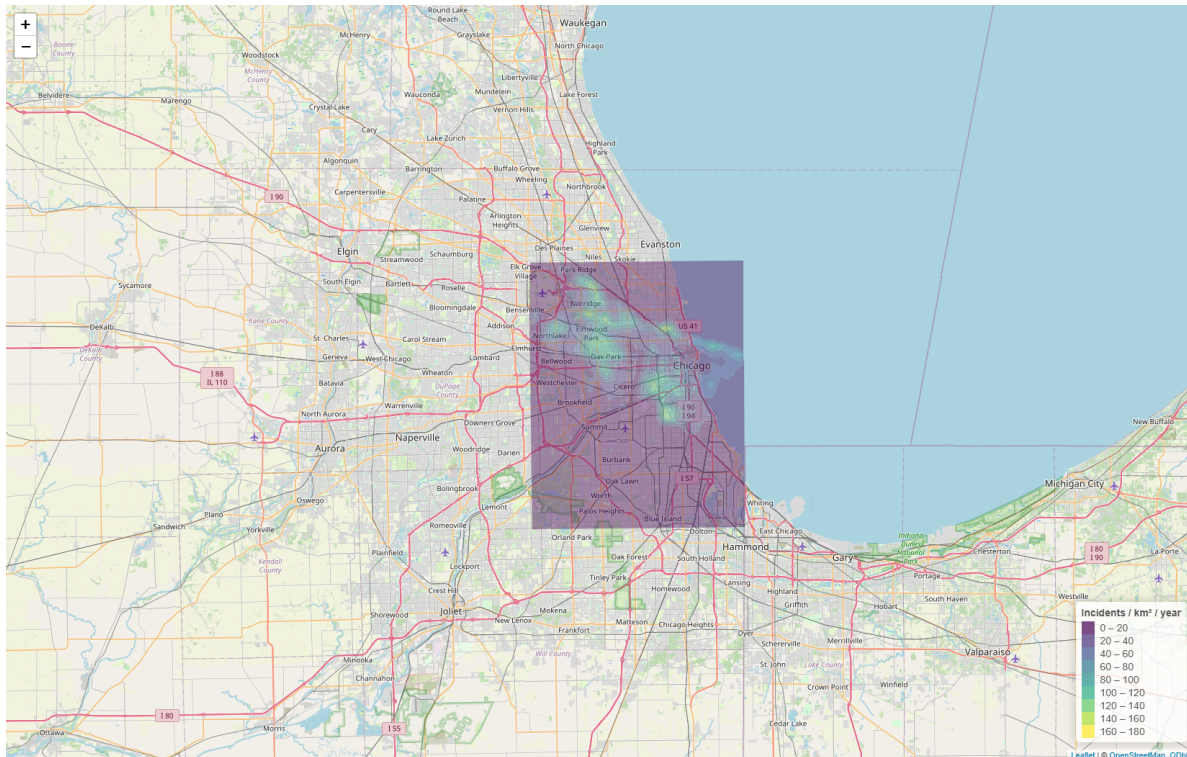 +
−
Round Lake
Beach
Waukegan
McHenry
Grayslake
North Chicago
Boone
County
Woodstock
McHenry
County
Libertyville
Belvidere
Marengo
Wauconda
Mundelein
Lake Forest
Crystal Lake
Vernon Hills
Cary
Lake Zurich
Highland
Park
Algonquin
Barrington
Buffalo Grove
Wheeling
Carpentersville
Northbrook
I 90
Palatine
Arlington
Heights
Glenview
Evanston
Elgin
Schaumburg
Des Plaines
Niles
Skokie
Streamwood
Elk Grove
Village
Park Ridge
Sycamore
South Elgin
Bartlett
Roselle
Bensenville
Norridge
Bloomingdale
Kane County
Addison
US 41
DeKalb
DeKalb
County
St. Charles
Carol Stream
Northlake
Elmwood
Park
Geneva
West Chicago
Lombard
Elmhurst
Oak Park
Chicago
Bellwood
I 88
IL 110
Wheaton
Batavia
DuPage
County
Westchester
Cicero
North Aurora
Warrenville
Brookfield
I 90
I 94
Aurora
Naperville
Downers Grove
Summit
New Buffalo
Woodridge
Darien
Burbank
Bolingbrook
Oak Lawn
I 57
Michigan City
Oswego
Lemont
Worth
Plano
Romeoville
Palos Heights
Blue Island
Whiting
Sandwich
Yorkville
Orland Park
Dolton
East Chicago
Plainfield
Hammond
Indiana
Dunes
National
Park
Chesterton
I 80
I 90
La Porte
Kendall
County
Lockport
Oak Forest
South Holland
Gary
Tinley Park
Homewood
Lansing
Highland
Portage
Crest Hill
Griffith
Hobart
South Haven
Westville
Shorewood
Joliet
Mokena
New Lenox
Matteson
Chicago Heights
Frankfort
Dyer
Schererville
Merrillville
Minooka
Will County
St. John
Lake County
Valparaiso
Channahon
Crown Point
Winfield
I 80
Morris
I 55
Cedar Lake
Ottawa
Incidents / km² / year
0 – 20
20 – 40
40 – 60
60 – 80
80 – 100
100 – 120
120 – 140
140 – 160
160 – 180
Leaflet | © OpenStreetMap, ODbL